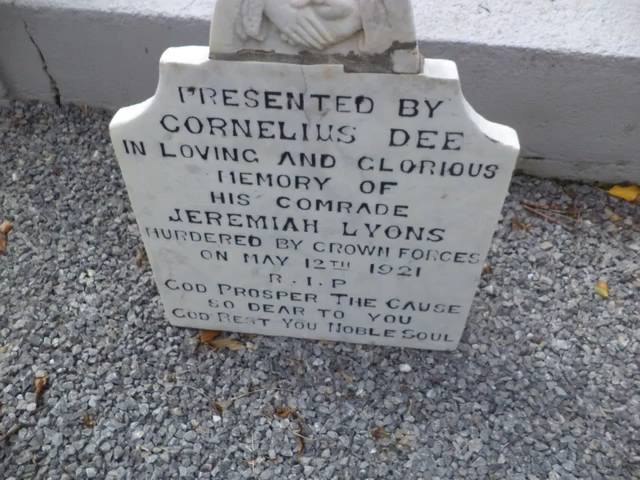 PRESENTED BY
CORNELIUS DEE
IN LOVING AND GLORIOUS
MEMORY OF
HIS COMRADE
JEREMIAH LYONS
MURDERED BY CROWN FORCES
ON MAY 12TH 1921
R.I.P
GOD PROSPER THE CAUSE
SO DEAR TO YOU
GOD REST YOU NOBLE SOUL